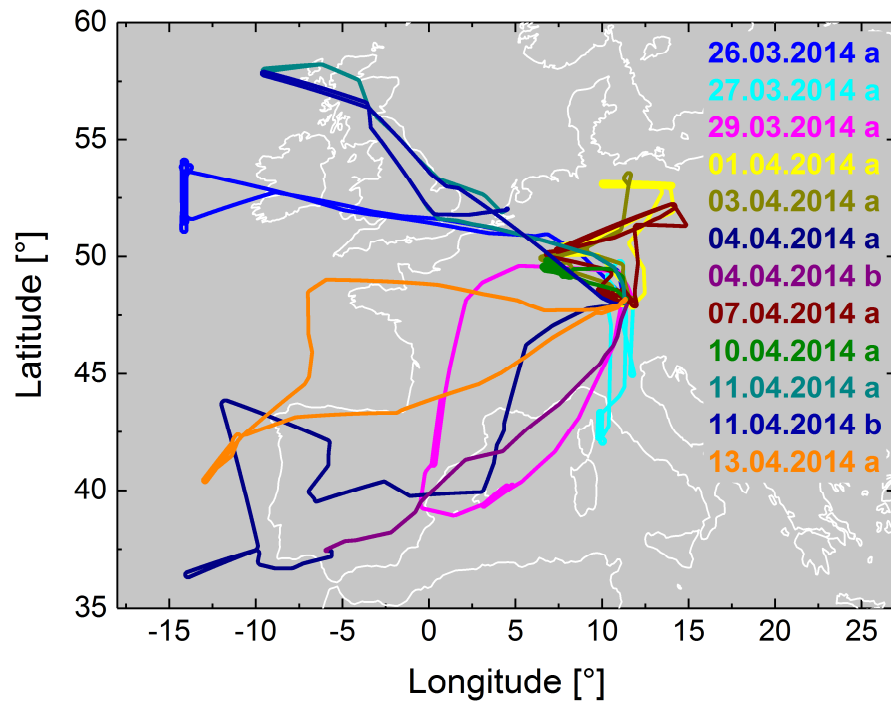 60
55
50
45
40
35
Latitude [°]
26.03.2014 a
27.03.2014 a
29.03.2014 a
01.04.2014 a
03.04.2014 a
04.04.2014 a
04.04.2014 b
07.04.2014 a
10.04.2014 a
11.04.2014 a
11.04.2014 b
13.04.2014 a
-15 -10 -5 0 5 10 15 20 25
Longitude [°]